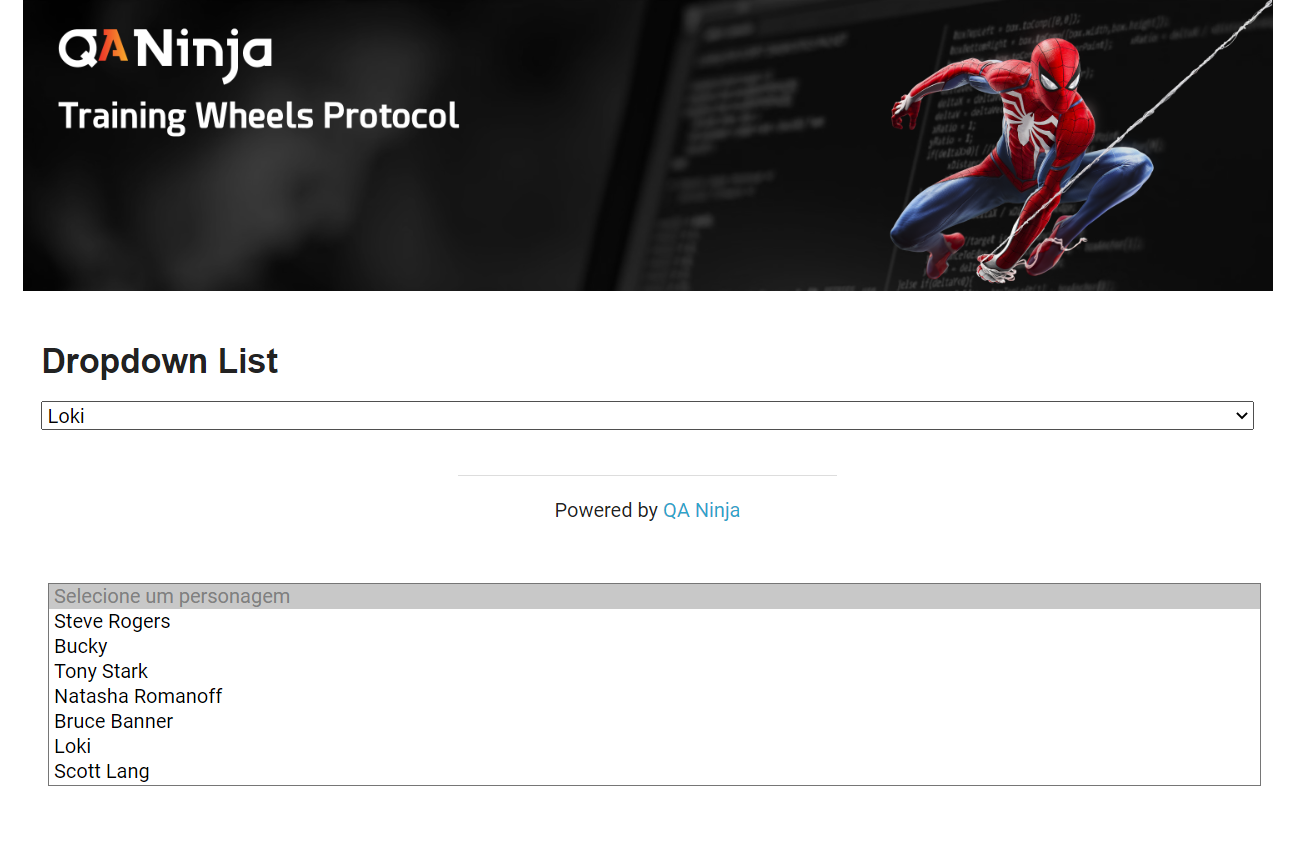 QA Ninja
Training Wheels Protocol
Dropdown List
Loki
Powered by QA Ninja
Selecione um personagem
Steve Rogers
Bucky
Tony Stark
Natasha Romanoff
Bruce Banner
Loki
Scott Lang